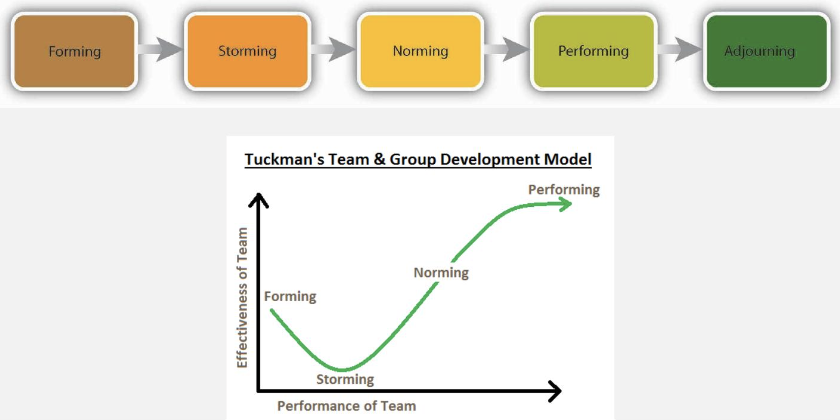 Forming
Storming
Norming
Performing
Adjourning
Tuckman's Team & Group Development Model
Performing
Norming
Forming
Storming
Effectiveness of Team
Performance of Team